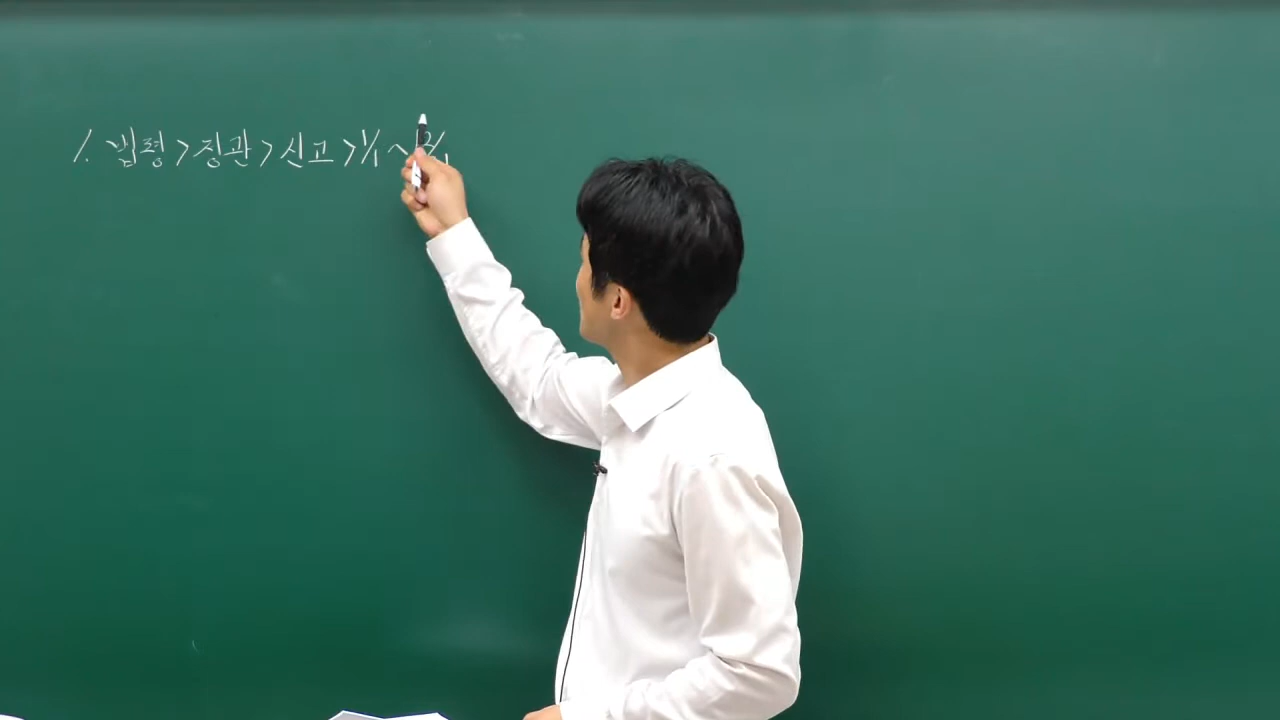 1. 법령 > 정관 > 신고 > 1/1 ~